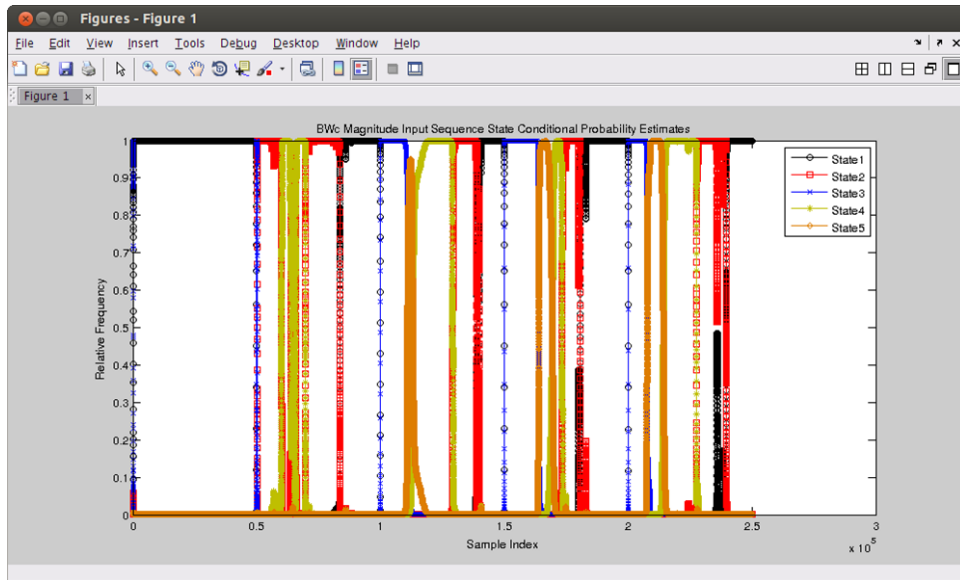 Figures - Figure 1
File Edit View Insert Tools Debug Desktop Window Help
Figure 1 ×
BWc Magnitude Input Sequence State Conditional Probability Estimates
Relative Frequency
1
0.9
0.8
0.7
0.6
0.5
0.4
0.3
0.2
0.1
0
State1
State2
State3
State4
State5
0 0.5 1 1.5 2 2.5 3
Sample Index
x 10^5